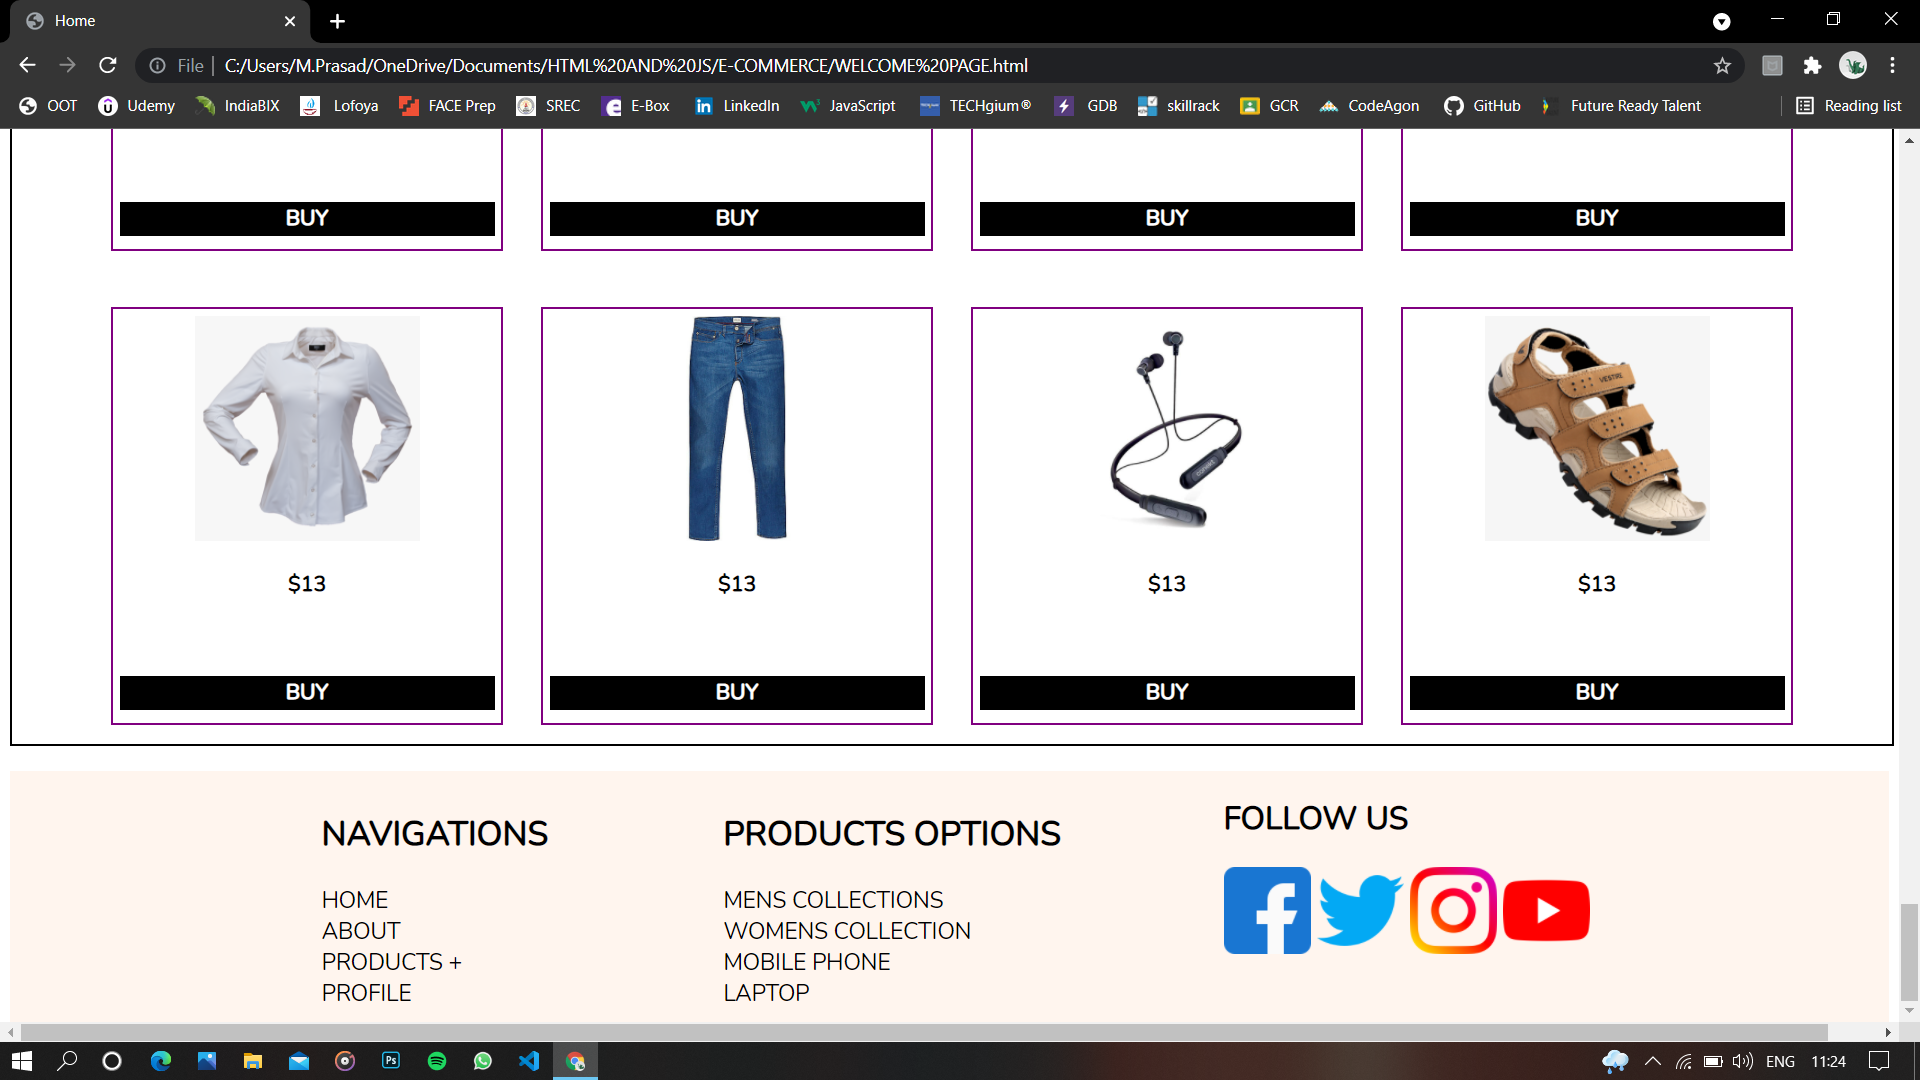 Home
File
C:/Users/M.Prasad/OneDrive/Documents/HTML%20AND%20JS/E-COMMERCE/WELCOME%20PAGE.html
OOT Udemy IndiaBIX Lofoya FACE Prep SREC E-Box LinkedIn JavaScript TECHgium® GDB skillrack GCR CodeAgon GitHub Future Ready Talent Reading list
BUY BUY BUY BUY
VESTIRE
$13 $13 $13 $13
BUY BUY BUY BUY
NAVIGATIONS
HOME
ABOUT
PRODUCTS +
PROFILE
PRODUCTS OPTIONS
MENS COLLECTIONS
WOMENS COLLECTION
MOBILE PHONE
LAPTOP
FOLLOW US
Ps
ENG 11:24